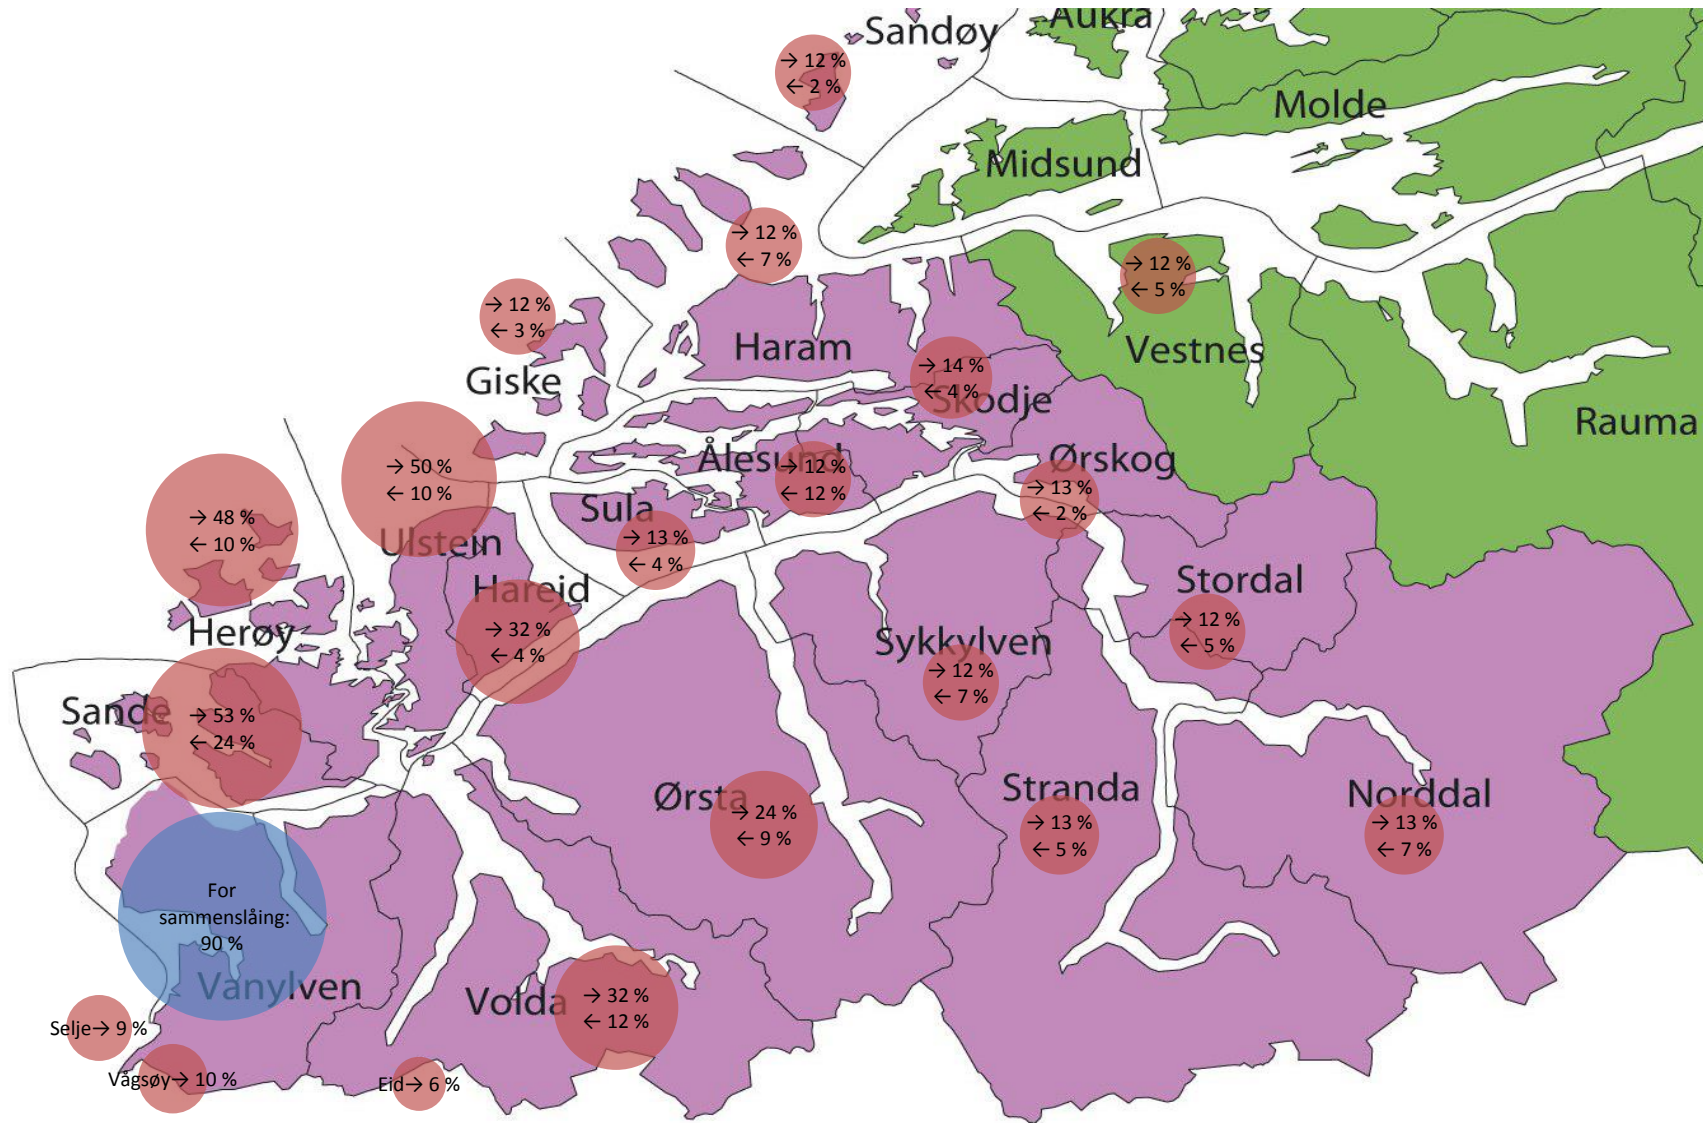 Sandøy
Aukra
→ 12 %
← 2 %
Molde
Midsund
→ 12 %
← 7 %
→ 12 %
← 5 %
→ 12 %
← 3 %
Haram
Vestnes
Giske
→ 14 %
← 4 %
Skodje
Rauma
→ 50 %
← 10 %
Ålesund
→ 12 %
← 12 %
Ørskog
→ 13 %
← 2 %
→ 48 %
← 10 %
Sula
→ 13 %
← 4 %
Ulstein
Hareid
→ 32 %
← 4 %
Stordal
→ 12 %
← 5 %
Herøy
Sykkylven
→ 12 %
← 7 %
Sande
→ 53 %
← 24 %
Ørsta
→ 24 %
← 9 %
Stranda
→ 13 %
← 5 %
Norddal
→ 13 %
← 7 %
For
sammenslåing:
90 %
Vanylven
Volda
→ 32 %
← 12 %
Selje→ 9 %
Vågsøy→ 10 %
Eid→ 6 %